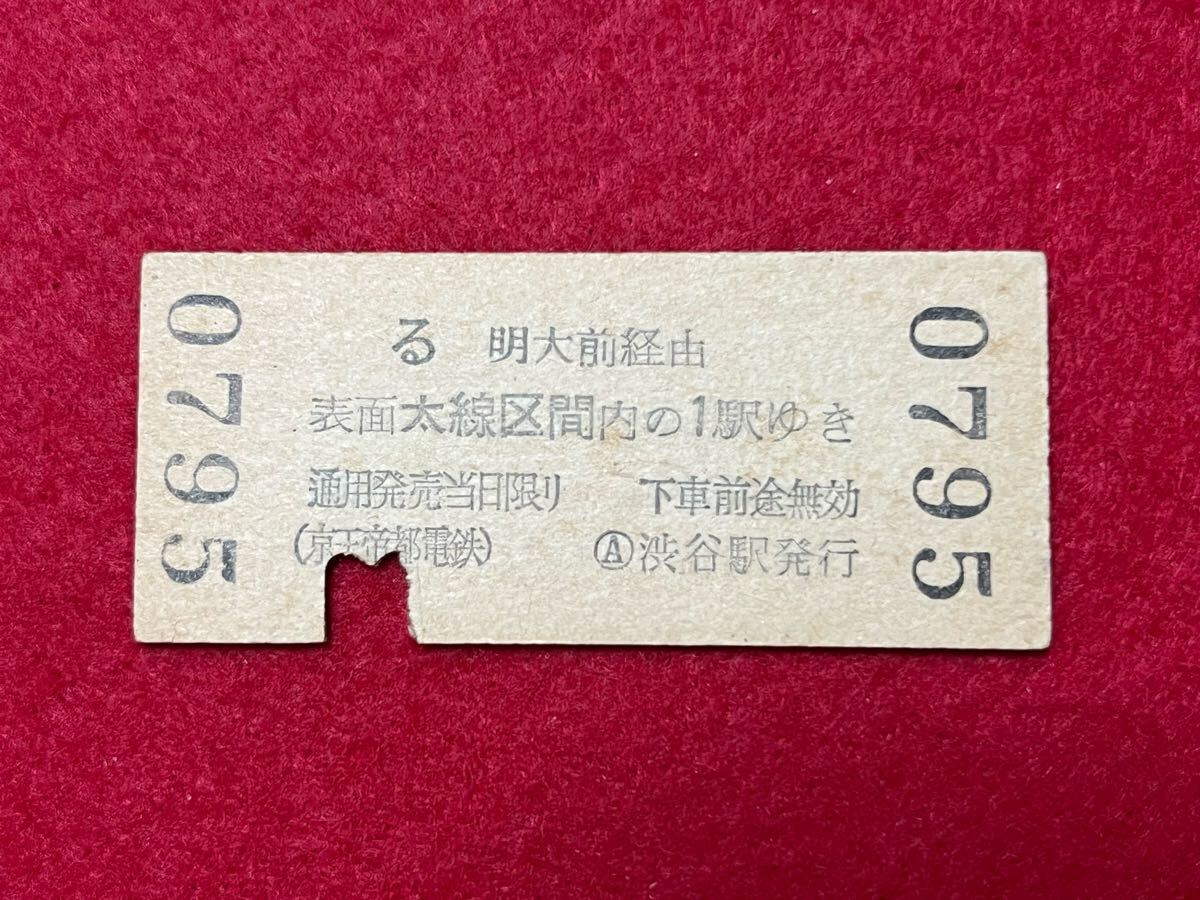 0795
る 明大前経由
表面太線区間内の1駅ゆき
通用発売当日限り 下車前途無効
(京王帝都電鉄) Ⓐ渋谷駅発行
0795